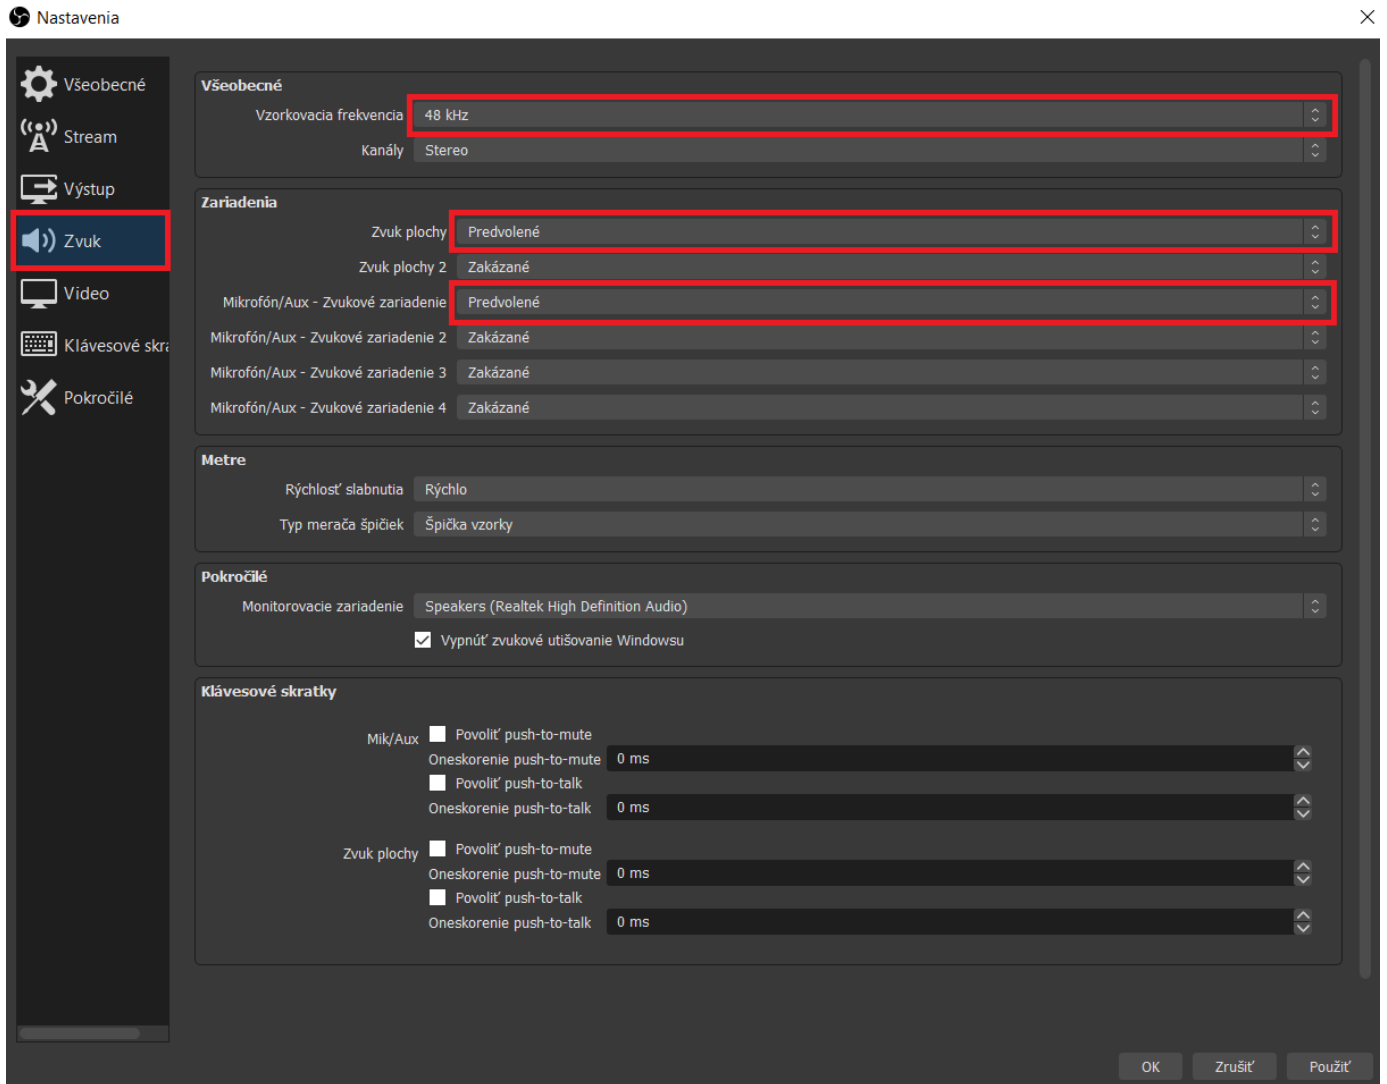 Nastavenia
Všeobecné
Stream
Výstup
Zvuk
Video
Klávesové skra
Pokročilé
Všeobecné
Vzorkovacia frekvencia 48 kHz
Kanály Stereo
Zariadenia
Zvuk plochy Predvolené
Zvuk plochy 2 Zakázané
Mikrofón/Aux - Zvukové zariadenie Predvolené
Mikrofón/Aux - Zvukové zariadenie 2 Zakázané
Mikrofón/Aux - Zvukové zariadenie 3 Zakázané
Mikrofón/Aux - Zvukové zariadenie 4 Zakázané
Metre
Rýchlosť slabnutia Rýchlo
Typ merača špičiek Špička vzorky
Pokročilé
Monitorovacie zariadenie Speakers (Realtek High Definition Audio)
Vypnúť zvukové utišovanie Windowsu
Klávesové skratky
Mik/Aux Povoliť push-to-mute
Oneskorenie push-to-mute 0 ms
Povoliť push-to-talk
Oneskorenie push-to-talk 0 ms
Zvuk plochy Povoliť push-to-mute
Oneskorenie push-to-mute 0 ms
Povoliť push-to-talk
Oneskorenie push-to-talk 0 ms
OK Zrušiť Použiť